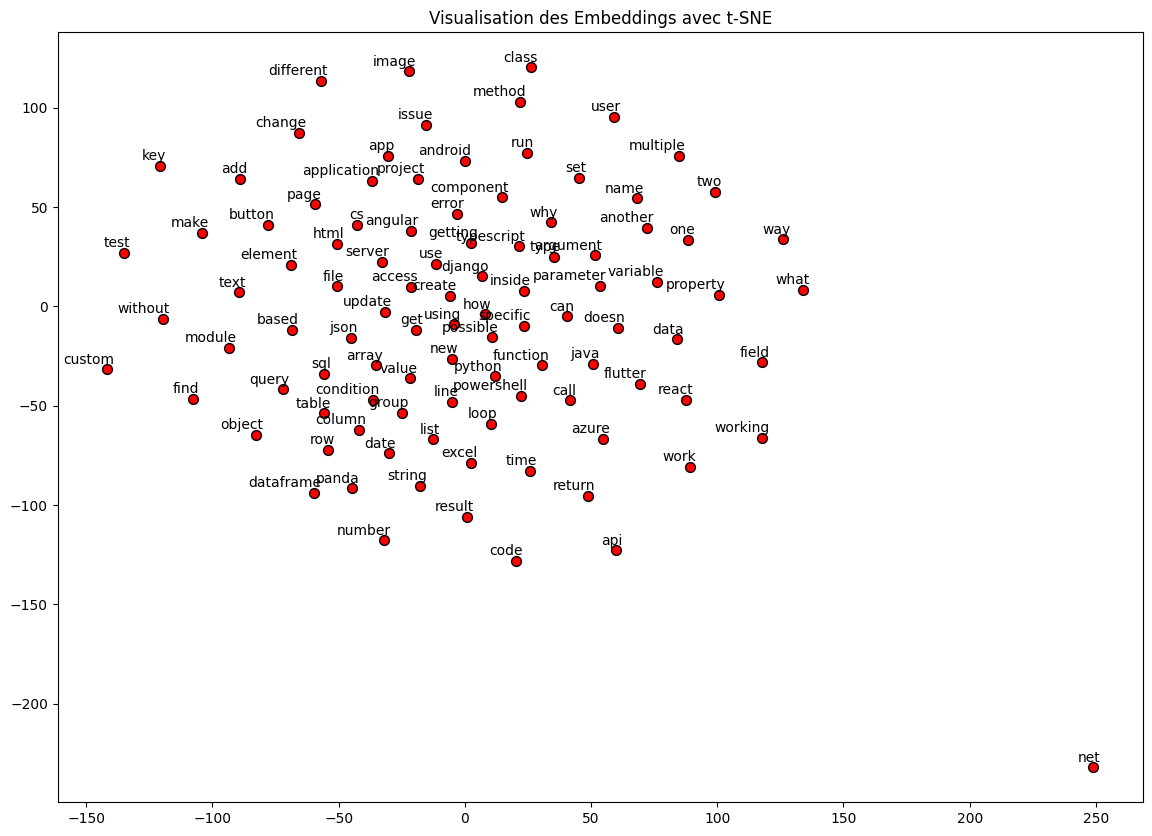 Visualisation des Embeddings avec t-SNE
class
image
different
method
issue
user
change
run
app
multiple
android
key
add
application
project
set
two
component
name
page
error
why
another
button
cs
angular
make
one
way
html
getting
typescript
test
type
argument
server
element
use
django
variable
file
access
parameter
inside
property
what
text
create
update
how
can
without
using
specific
based
json
get
possible
doesn
data
module
new
array
function
java
field
sql
value
python
custom
query
condition
powershell
flutter
find
line
call
react
table
group
column
loop
object
list
azure
working
row
date
excel
time
work
dataframe
panda
string
return
result
number
code
api
net
100
50
0
−50
−100
−150
−200
−150
−100
−50
0
50
100
150
200
250